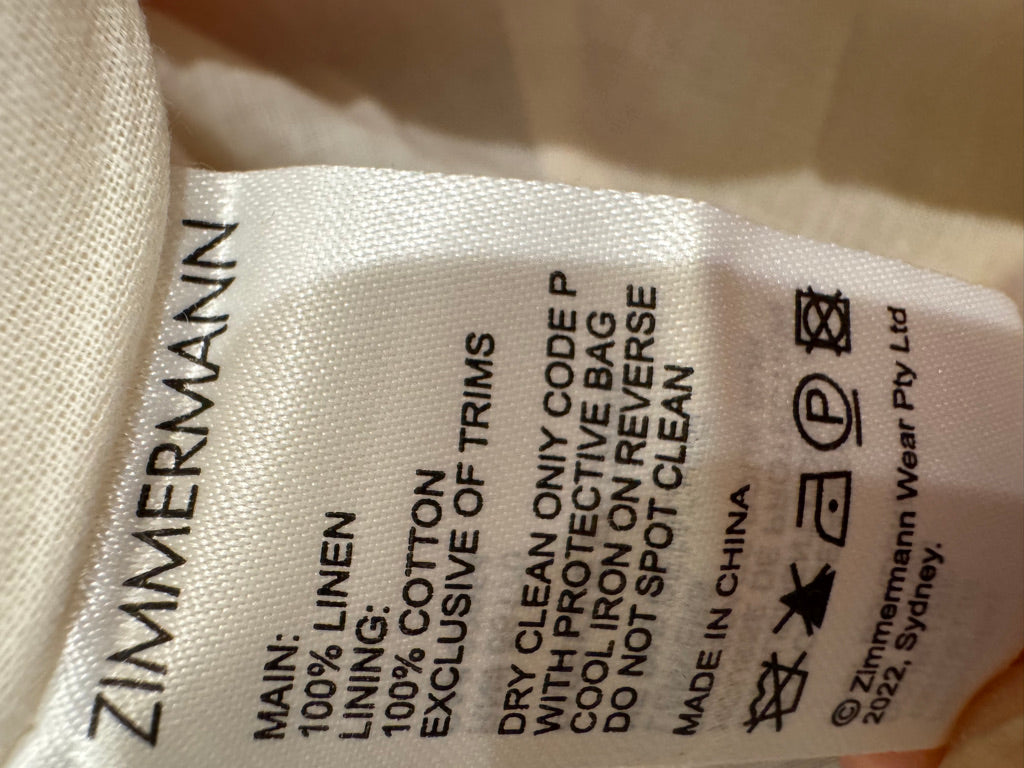 ZIMMERMANN
MAIN:
100% LINEN
LINING:
100% COTTON
EXCLUSIVE OF TRIMS
DRY CLEAN ONIY CODE P
WITH PROTECTIVE BAG
COOL IRON ON REVERSE
DO NOT SPOT CLEAN
MADE IN CHINA
P
© Zimmermann Wear Pty Ltd
2022, Sydney.